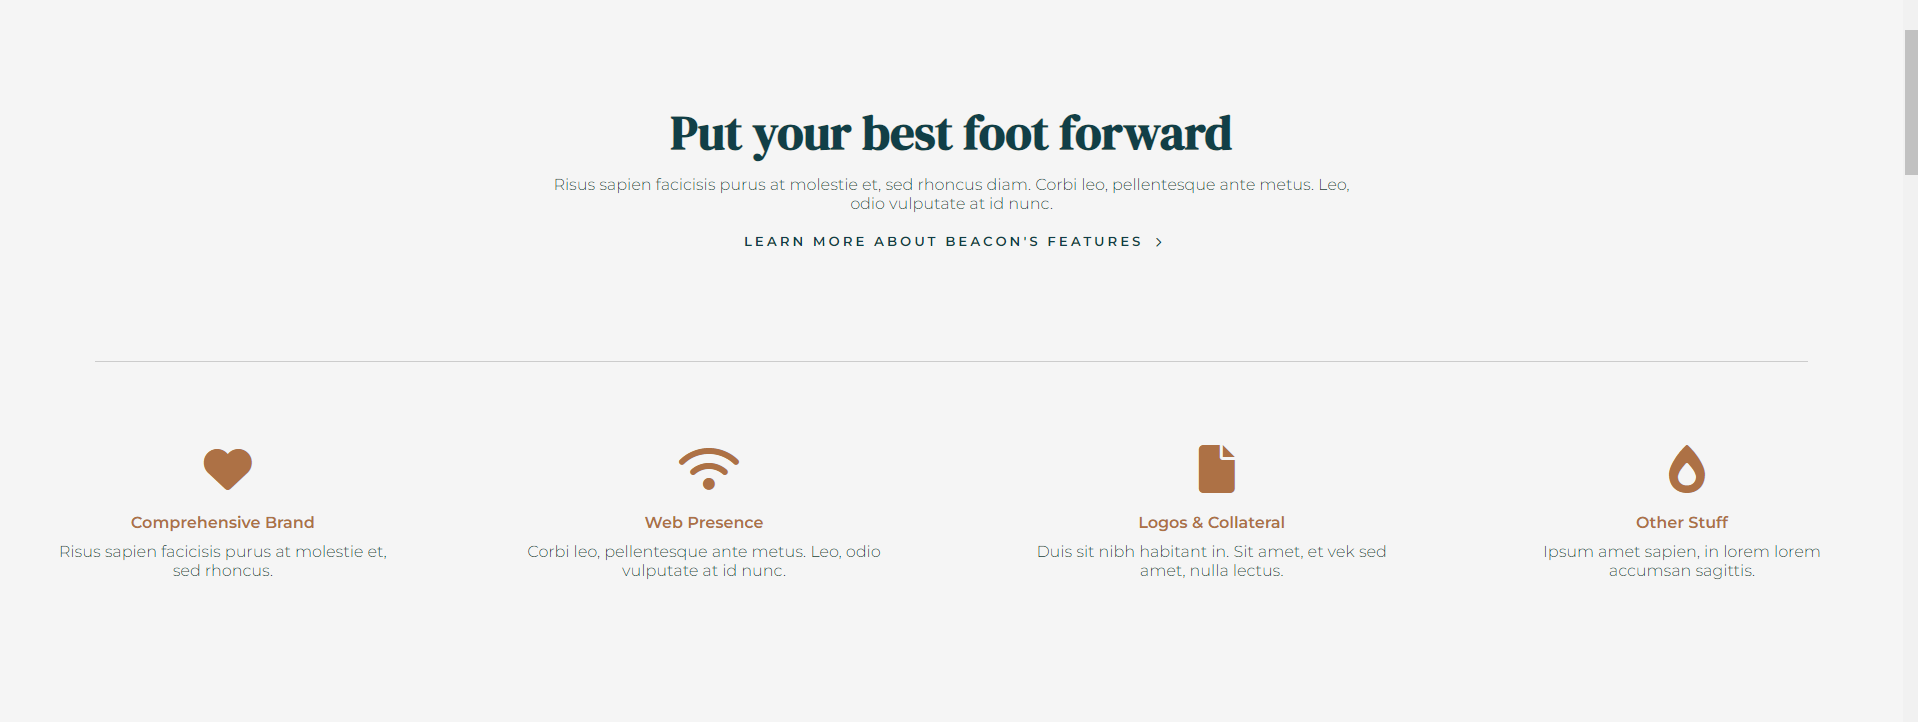 Put your best foot forward
Risus sapien facicisis purus at molestie et, sed rhoncus diam. Corbi leo, pellentesque ante metus. Leo,
odio vulputate at id nunc.
LEARN MORE ABOUT BEACON'S FEATURES
Comprehensive Brand
Risus sapien facicisis purus at molestie et,
sed rhoncus.
Web Presence
Corbi leo, pellentesque ante metus. Leo, odio
vulputate at id nunc.
Logos & Collateral
Duis sit nibh habitant in. Sit amet, et vek sed
amet, nulla lectus.
Other Stuff
Ipsum amet sapien, in lorem lorem
accumsan sagittis.